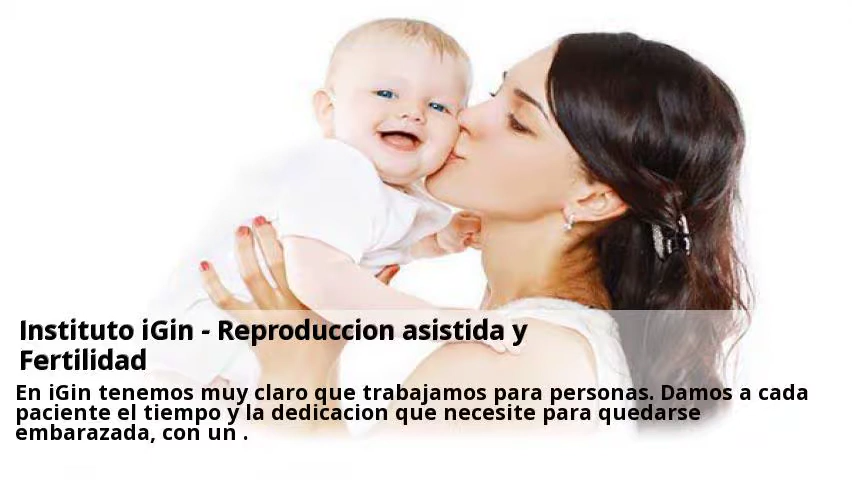 Instituto iGin - Reproduccion asistida y
Fertilidad
En iGin tenemos muy claro que trabajamos para personas. Damos a cada
paciente el tiempo y la dedicacion que necesite para quedarse
embarazada, con un .